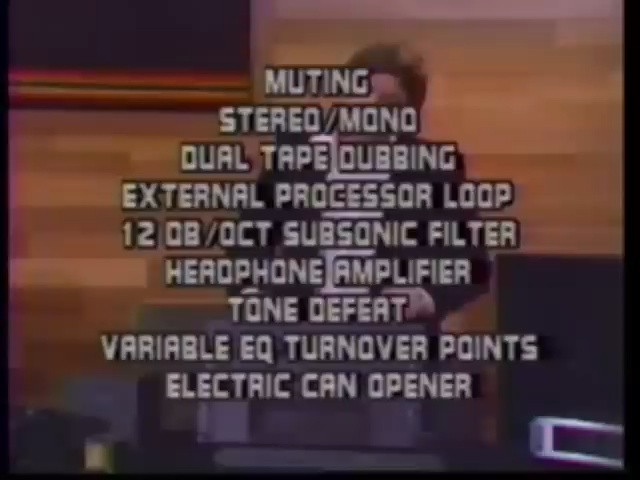 MUTING
STEREO/MONO
DUAL TAPE DUBBING
EXTERNAL PROCESSOR LOOP
12 DB/OCT SUBSONIC FILTER
HEADPHONE AMPLIFIER
TONE DEFEAT
VARIABLE EQ TURNOVER POINTS
ELECTRIC CAN OPENER